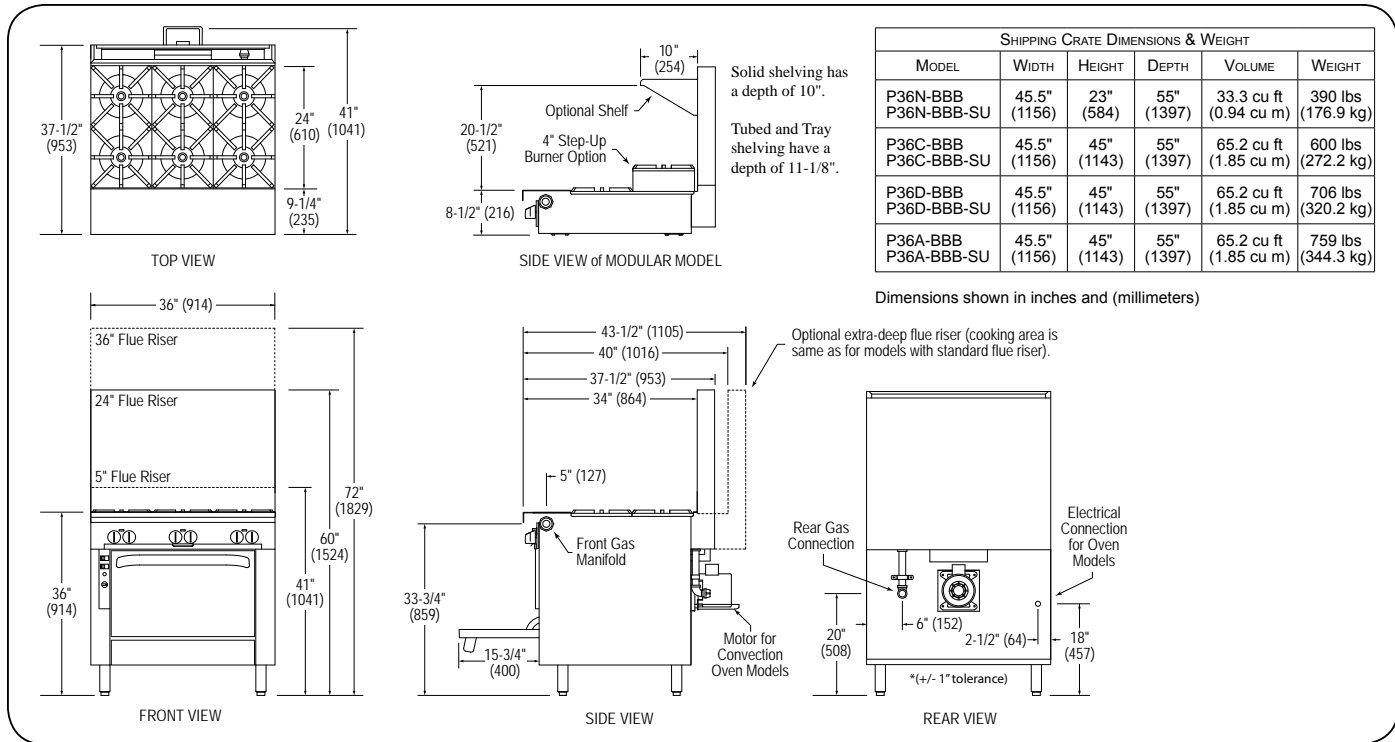 37-1/2"
(953)
24"
(610)
41"
(1041)
9-1/4"
(235)
TOP VIEW
10"
(254)
Optional Shelf
20-1/2"
(521)
4" Step-Up
Burner Option
8-1/2" (216)
SIDE VIEW of MODULAR MODEL
Solid shelving has
a depth of 10".
Tubed and Tray
shelving have a
depth of 11-1/8".
SHIPPING CRATE DIMENSIONS & WEIGHT
MODEL WIDTH HEIGHT DEPTH VOLUME WEIGHT
P36N-BBB 45.5" 23" 55" 33.3 cu ft 390 lbs
P36N-BBB-SU (1156) (584) (1397) (0.94 cu m) (176.9 kg)
P36C-BBB 45.5" 45" 55" 65.2 cu ft 600 lbs
P36C-BBB-SU (1156) (1143) (1397) (1.85 cu m) (272.2 kg)
P36D-BBB 45.5" 45" 55" 65.2 cu ft 706 lbs
P36D-BBB-SU (1156) (1143) (1397) (1.85 cu m) (320.2 kg)
P36A-BBB 45.5" 45" 55" 65.2 cu ft 759 lbs
P36A-BBB-SU (1156) (1143) (1397) (1.85 cu m) (344.3 kg)
Dimensions shown in inches and (millimeters)
36" (914)
36" Flue Riser
24" Flue Riser
5" Flue Riser
72"
(1829)
60"
(1524)
41"
(1041)
36"
(914)
FRONT VIEW
43-1/2" (1105)
40" (1016)
37-1/2" (953)
34" (864)
Optional extra-deep flue riser (cooking area is
same as for models with standard flue riser).
5" (127)
Front Gas
Manifold
33-3/4"
(859)
15-3/4"
(400)
Motor for
Convection
Oven Models
SIDE VIEW
Rear Gas
Connection
Electrical
Connection
for Oven
Models
6" (152)
20"
(508)
2-1/2" (64)
18"
(457)
*(+/- 1" tolerance)
REAR VIEW